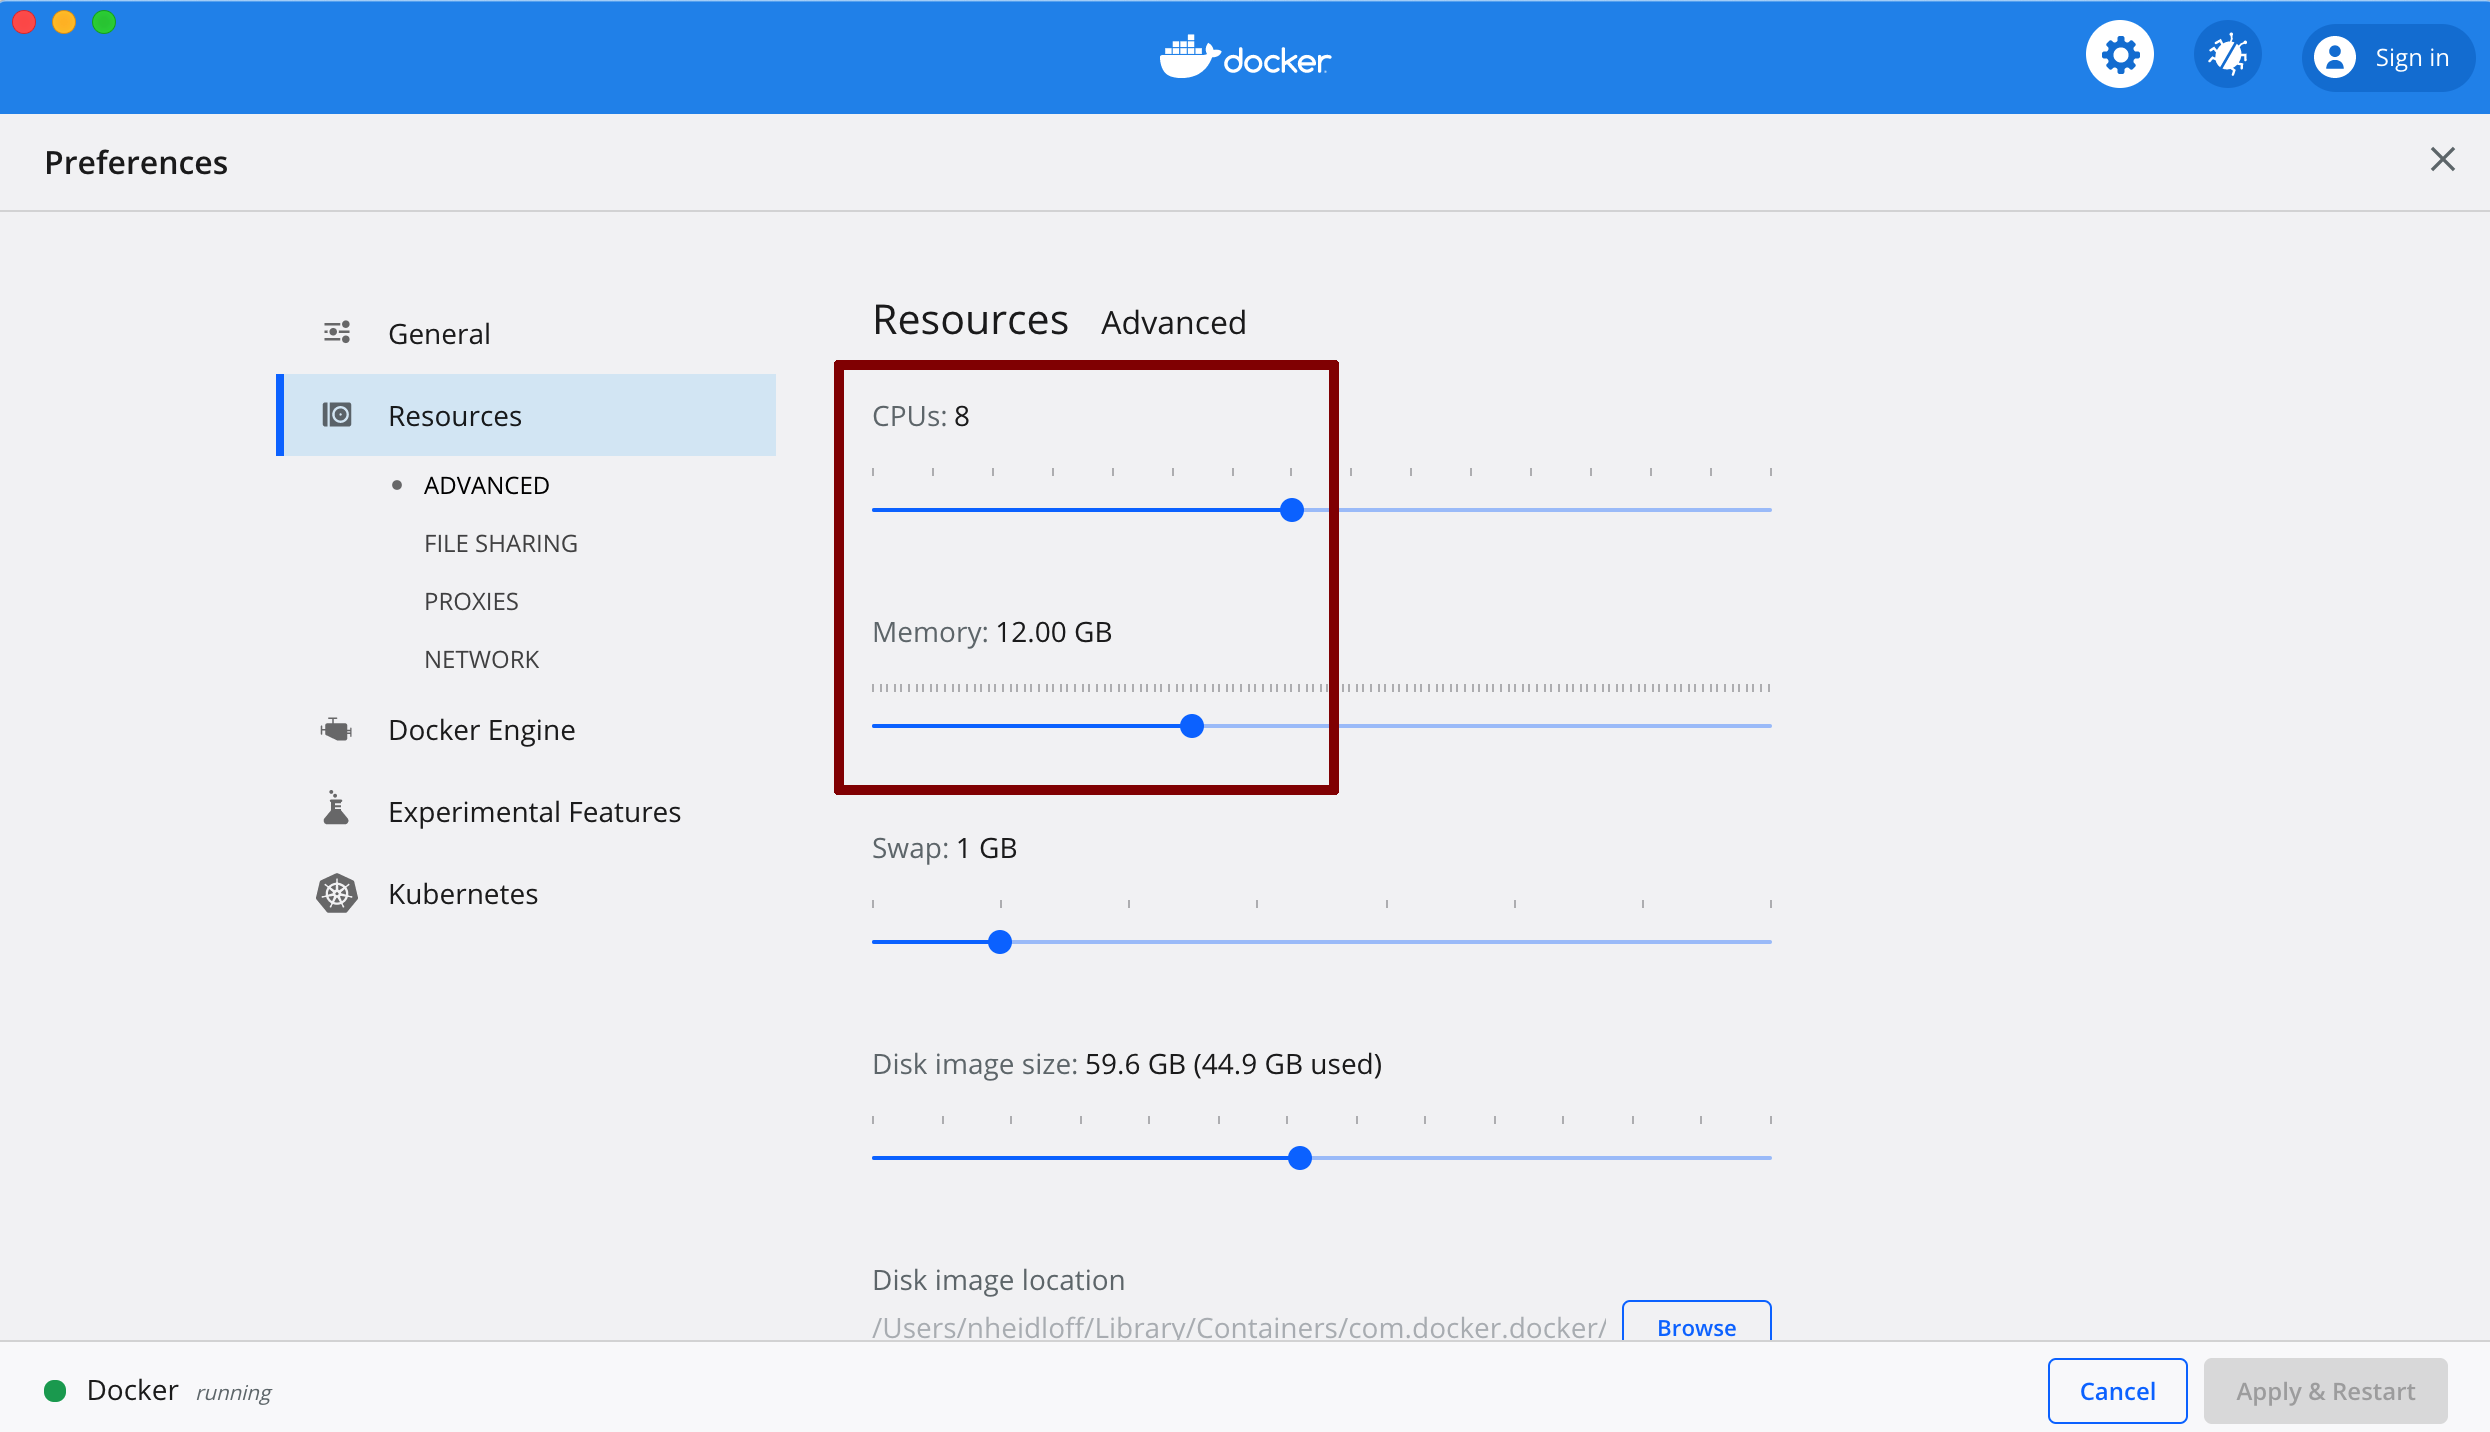 docker
Sign in
Preferences
General
Resources
ADVANCED
FILE SHARING
PROXIES
NETWORK
Docker Engine
Experimental Features
Kubernetes
Resources Advanced
CPUs: 8
Memory: 12.00 GB
Swap: 1 GB
Disk image size: 59.6 GB (44.9 GB used)
Disk image location
/Users/nheidloff/Library/Containers/com.docker.docker/
Browse
Docker running
Cancel
Apply & Restart